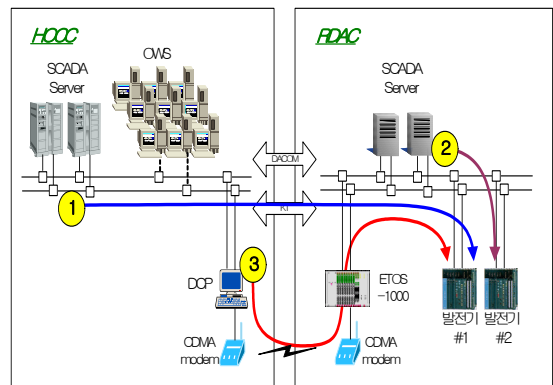 HCCC
RDAC
SCADA
Server
OWS
SCADA
Server
DACOM
KT
1
2
3
DCP
ETOS
-1000
CDMA
modem
CDMA
modem
발전기
#1
발전기
#2